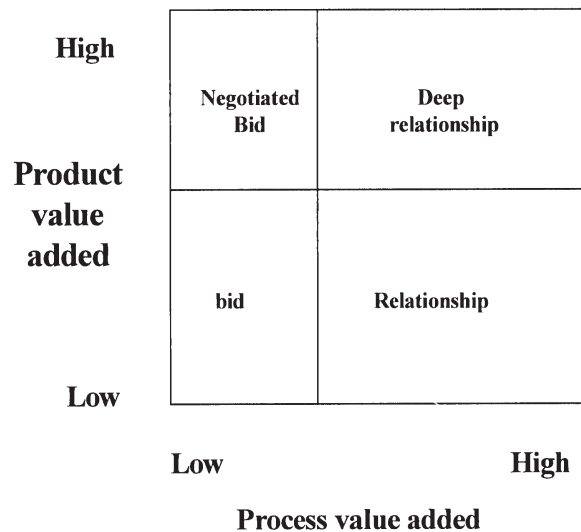 High
Negotiated
Bid
Deep
relationship
Product
value
added
bid
Relationship
Low
Low
High
Process value added